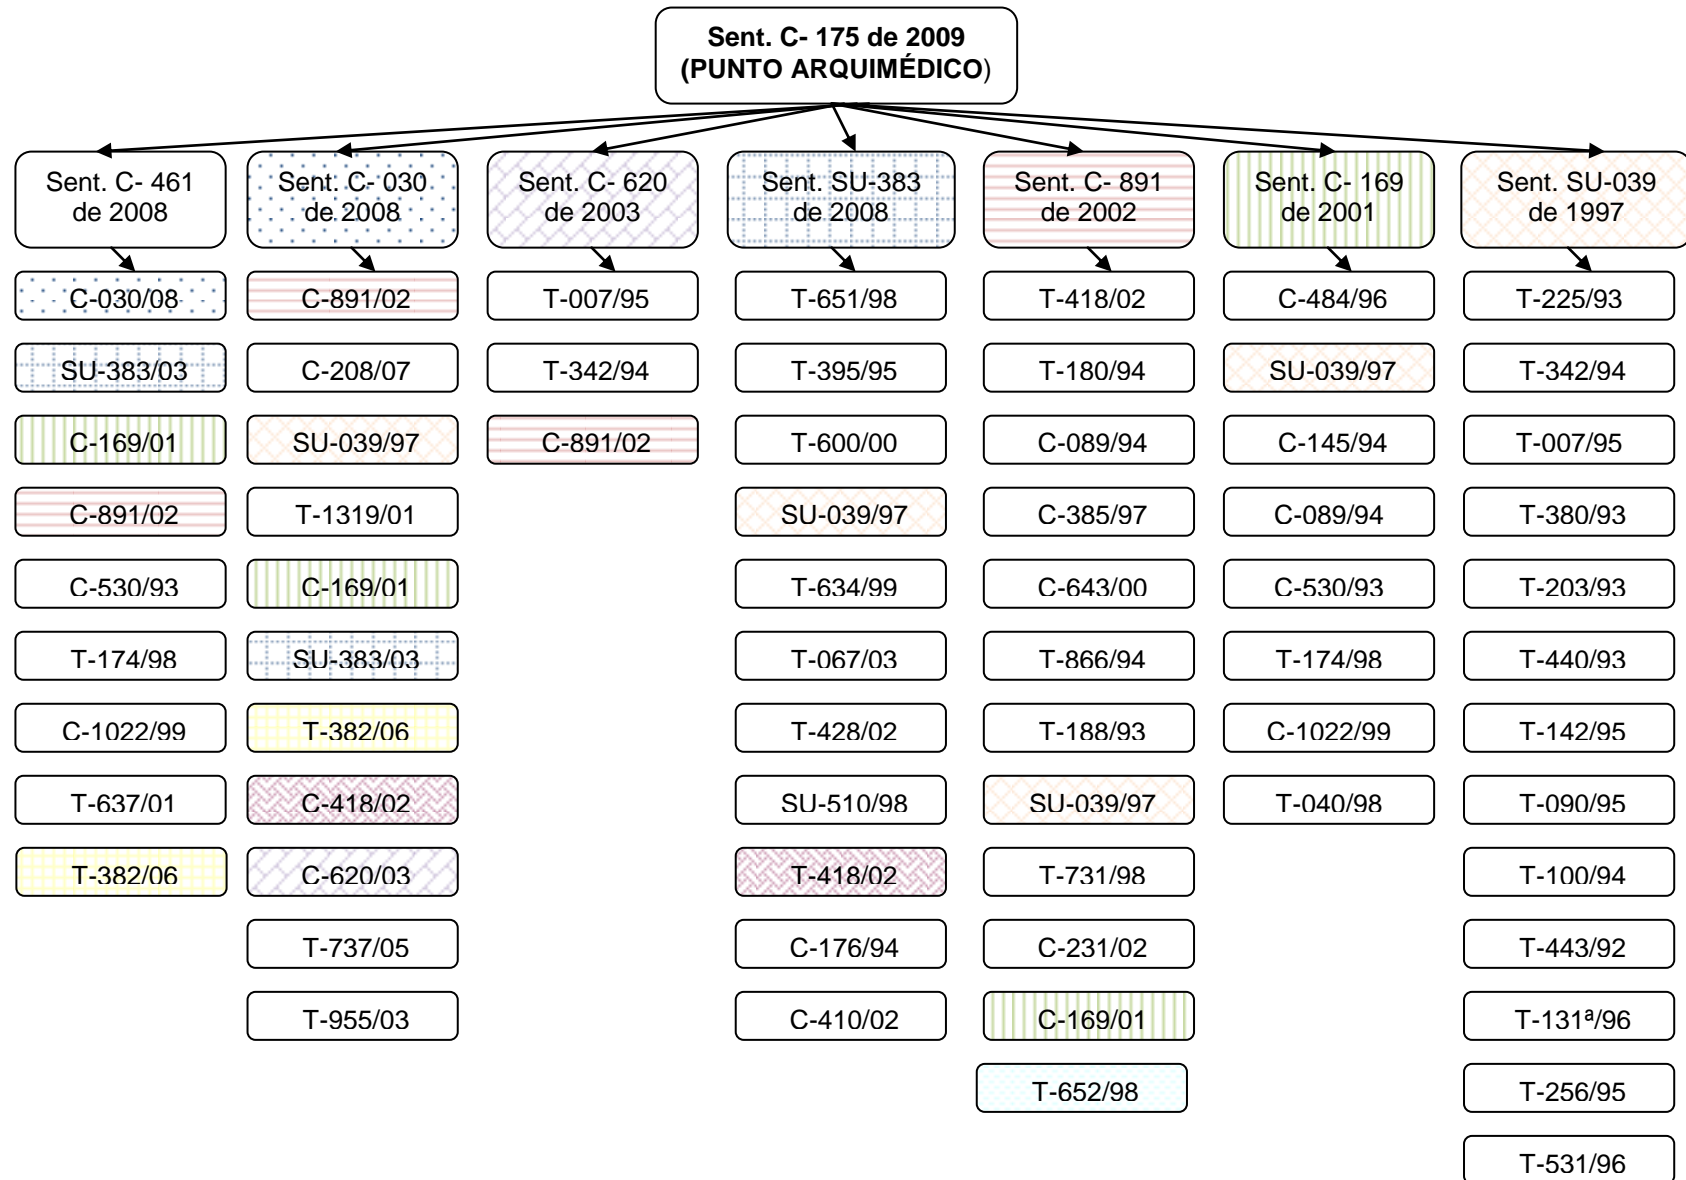 Sent. C- 175 de 2009
(PUNTO ARQUIMÉDICO)
Sent. C- 461
de 2008
C-030/08
SU-383/03
C-169/01
C-891/02
C-530/93
T-174/98
C-1022/99
T-637/01
T-382/06
Sent. C- 030
de 2008
C-891/02
C-208/07
SU-039/97
T-1319/01
C-169/01
SU-383/03
T-382/06
C-418/02
C-620/03
T-737/05
T-955/03
Sent. C- 620
de 2003
T-007/95
T-342/94
C-891/02
Sent. SU-383
de 2008
T-651/98
T-395/95
T-600/00
SU-039/97
T-634/99
T-067/03
T-428/02
SU-510/98
T-418/02
C-176/94
C-410/02
Sent. C- 891
de 2002
T-418/02
T-180/94
C-089/94
C-385/97
C-643/00
T-866/94
T-188/93
SU-039/97
T-731/98
C-231/02
C-169/01
T-652/98
Sent. C- 169
de 2001
C-484/96
SU-039/97
C-145/94
C-089/94
C-530/93
T-174/98
C-1022/99
T-040/98
Sent. SU-039
de 1997
T-225/93
T-342/94
T-007/95
T-380/93
T-203/93
T-440/93
T-142/95
T-090/95
T-100/94
T-443/92
T-131ª/96
T-256/95
T-531/96